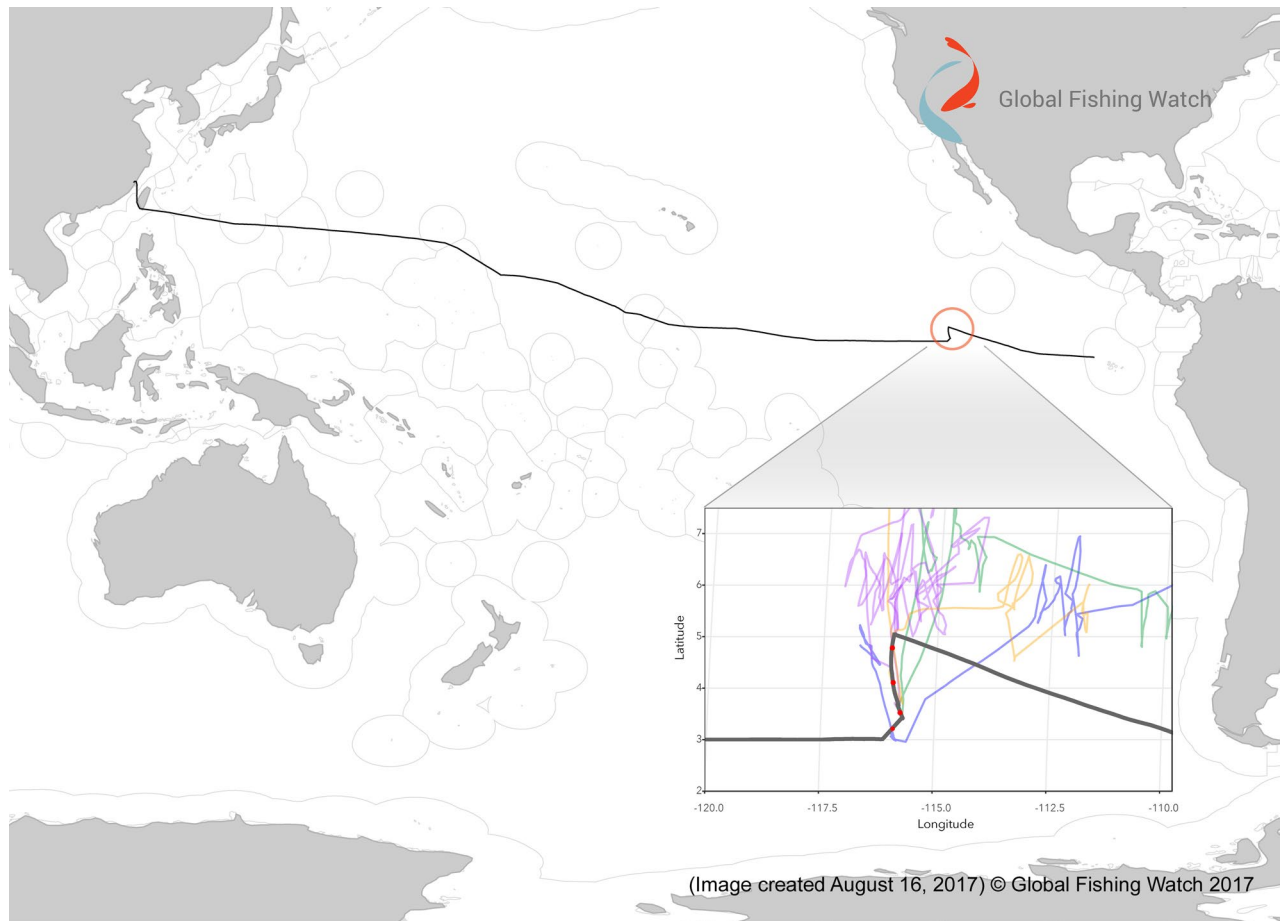 Global Fishing Watch
7
6
5
Latitude
4
3
2
-120.0 -117.5 -115.0 -112.5 -110.0
Longitude
(Image created August 16, 2017) © Global Fishing Watch 2017